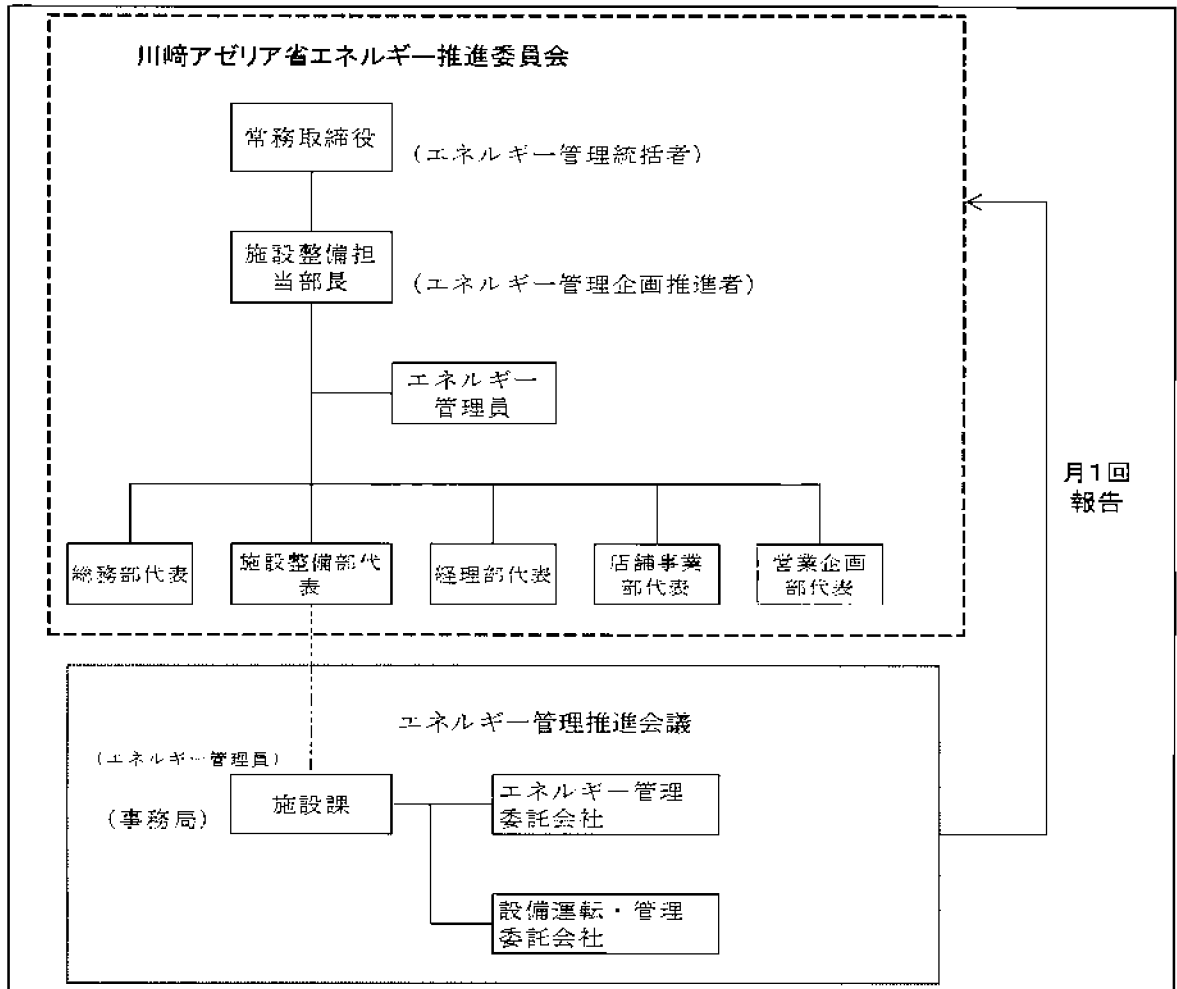 川﨑アゼリア省エネルギー推進委員会
常務取締役
(エネルギー管理統括者)
施設整備担
当部長
(エネルギー管理企画推進者)
エネルギー
管理員
月1回
報告
総務部代表
施設整備部代
表
経理部代表
店舗事業
部代表
営業企画
部代表
エネルギー管理推進会議
(エネルギー管理員)
(事務局)
施設課
エネルギー管理
委託会社
設備運転・管理
委託会社